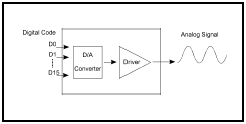 Digital Code
Analog Signal
D0
D1
D15
D/A
Converter
Driver